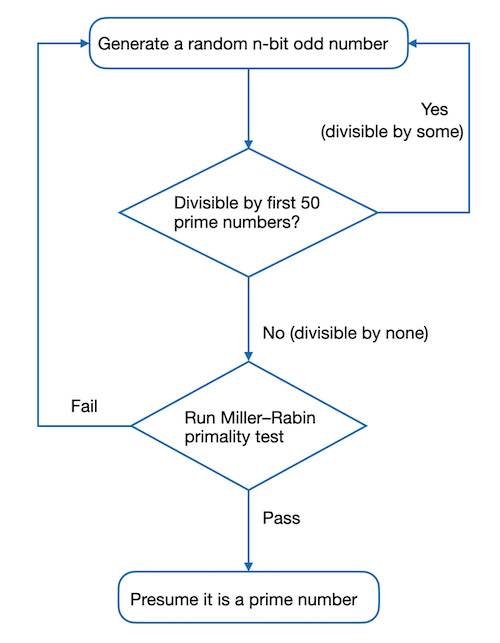 Generate a random n-bit odd number
Yes
(divisible by some)
Divisible by first 50
prime numbers?
No (divisible by none)
Fail
Run Miller–Rabin
primality test
Pass
Presume it is a prime number